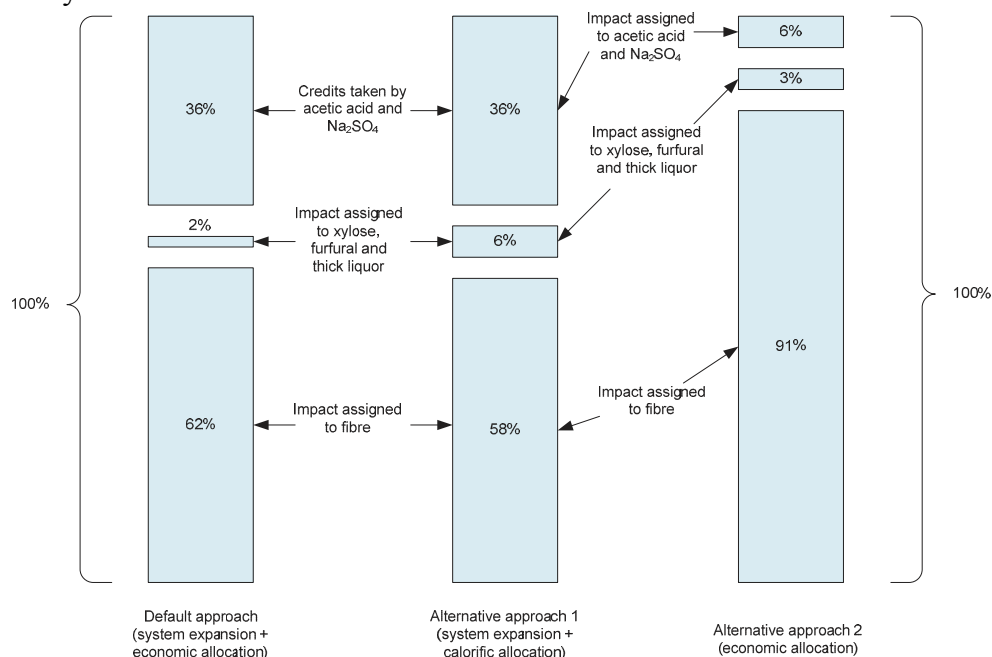 Impact assigned
to acetic acid
and Na₂SO₄
6%
3%
36%
Credits taken by
acetic acid and
Na₂SO₄
36%
Impact assigned
to xylose, furfural
and thick liquor
2%
Impact assigned
to xylose,
furfural and
thick liquor
6%
100%
100%
91%
62%
Impact assigned
to fibre
58%
Impact assigned
to fibre
Default approach
(system expansion +
economic allocation)
Alternative approach 1
(system expansion +
calorific allocation)
Alternative approach 2
(economic allocation)